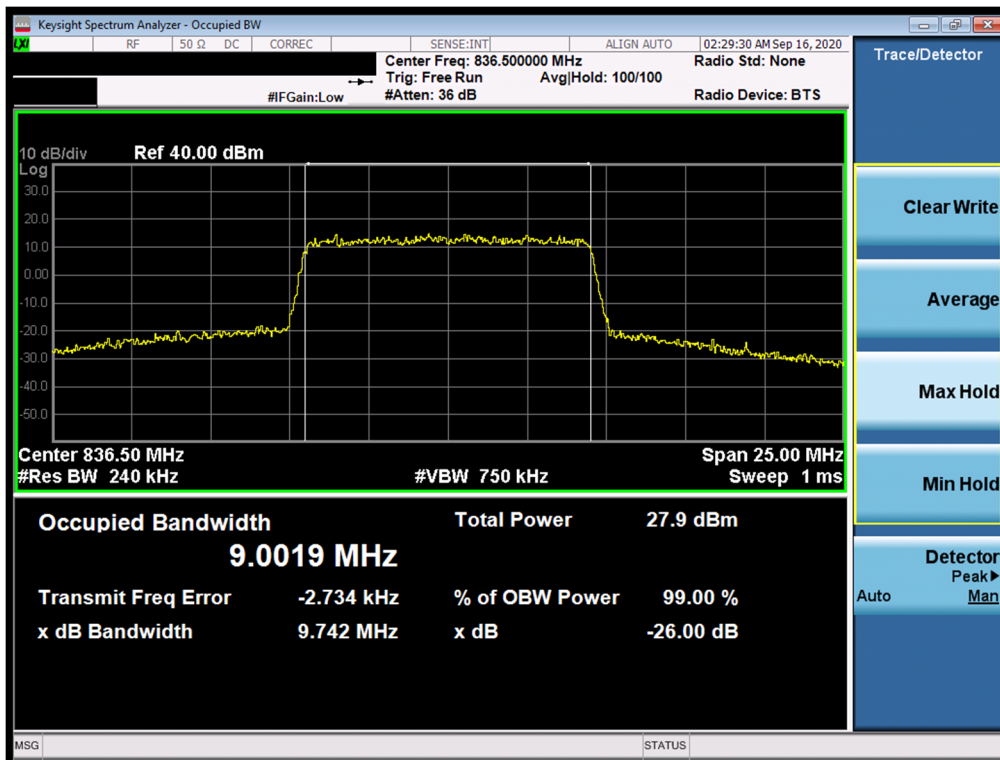 Keysight Spectrum Analyzer - Occupied BW
LXI RF 50 Ω DC CORREC SENSE:INT ALIGN AUTO 02:29:30 AM Sep 16, 2020
Center Freq: 836.500000 MHz Radio Std: None
Trig: Free Run Avg|Hold: 100/100
#IFGain:Low #Atten: 36 dB Radio Device: BTS
Trace/Detector
10 dB/div Ref 40.00 dBm
Log
30.0
20.0
10.0
0.00
-10.0
-20.0
-30.0
-40.0
-50.0
Center 836.50 MHz Span 25.00 MHz
#Res BW 240 kHz #VBW 750 kHz Sweep 1 ms
Occupied Bandwidth Total Power 27.9 dBm
9.0019 MHz
Transmit Freq Error -2.734 kHz % of OBW Power 99.00 %
x dB Bandwidth 9.742 MHz x dB -26.00 dB
Clear Write
Average
Max Hold
Min Hold
Detector
Peak▶
Auto Man
MSG STATUS